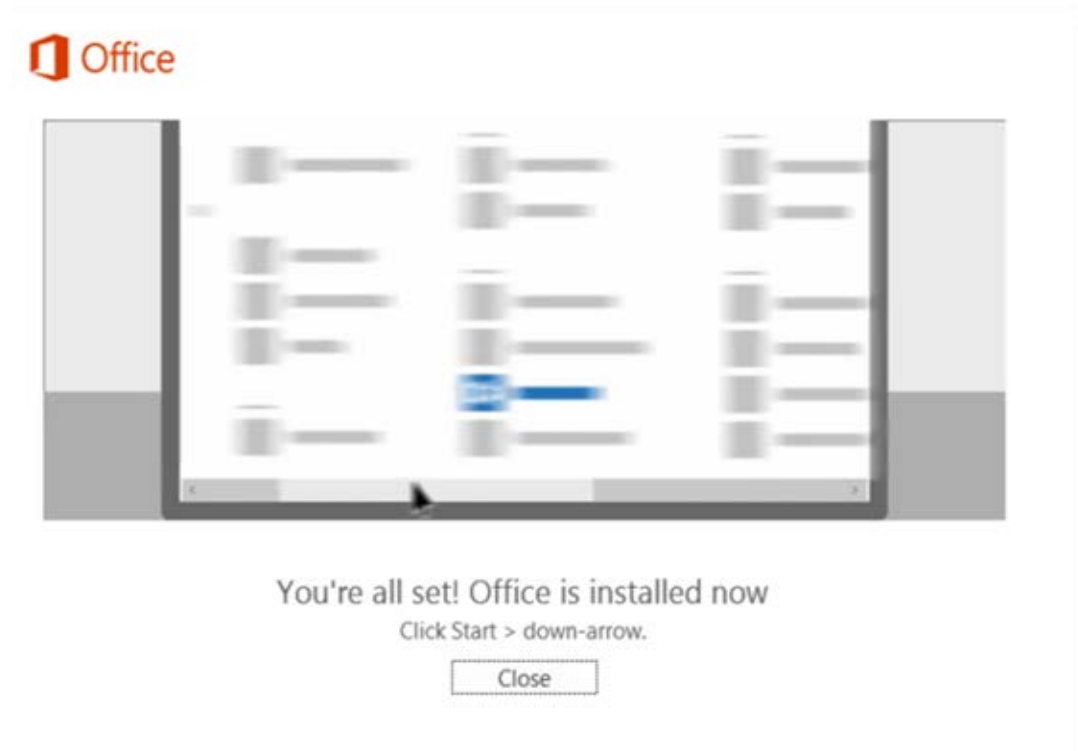 Office
You're all set! Office is installed now
Click Start > down-arrow.
Close